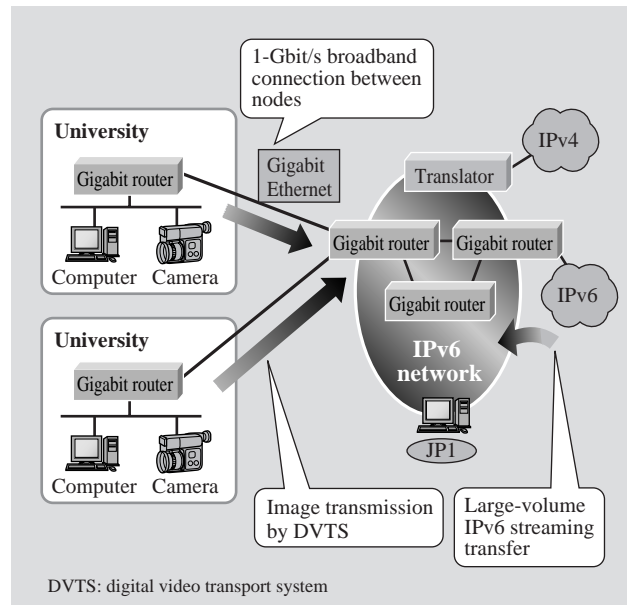 1-Gbit/s broadband
connection between
nodes
University
Gigabit router
Computer
Camera
Gigabit
Ethernet
Translator
IPv4
Gigabit router
Gigabit router
Gigabit router
IPv6
IPv6
network
JP1
University
Gigabit router
Computer
Camera
Image transmission
by DVTS
Large-volume
IPv6 streaming
transfer
DVTS: digital video transport system